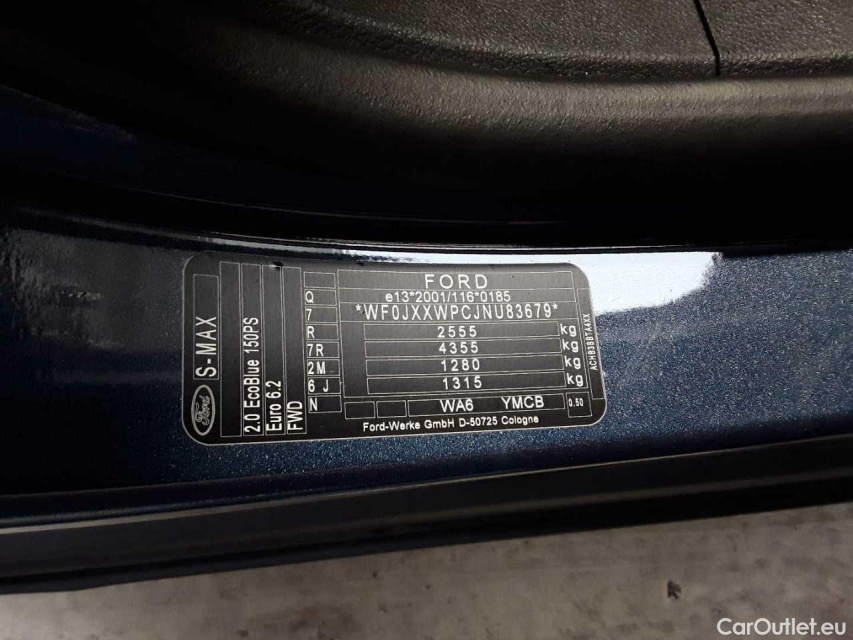 FORD
e13*2001/116*0185
*WF0JXXWPCJNU83679*
2555 kg
4355 kg
1280 kg
1315 kg
WA6 YMCB 0.50
Ford-Werke GmbH D-50725 Cologne
Q
7
R
7R
2M
6 J
N
Ford S-MAX
2.0 EcoBlue 150PS
Euro 6.2
FWD
CarOutlet.eu